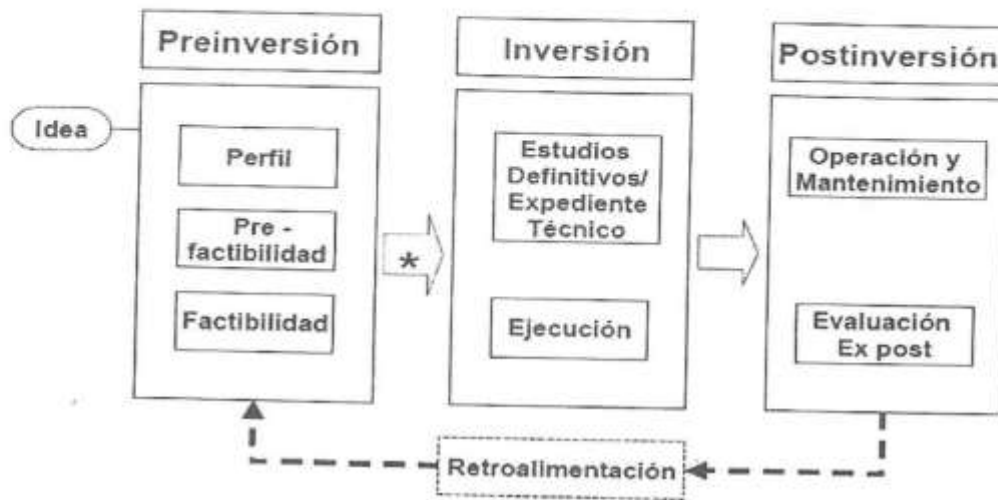 Preinversión
Inversión
Postinversión
Idea
Perfil
Pre -
factibilidad
Factibilidad
*
Estudios
Definitivos/
Expediente
Técnico
Ejecución
Operación y
Mantenimiento
Evaluación
Ex post
Retroalimentación